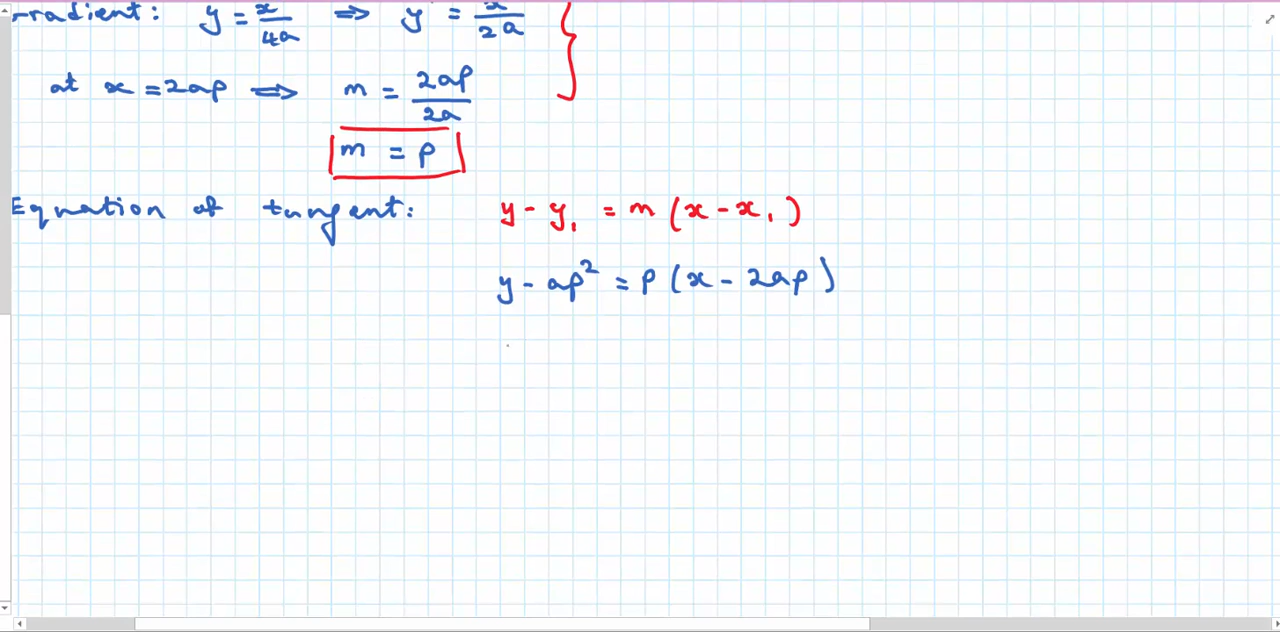 radient: y = x/4a ⇒ y = x/2a
at x = 2ap ⇒ m = 2ap/2a
m = p
Equation of tangent: y - y₁ = m (x - x₁)
y - ap² = p (x - 2ap)